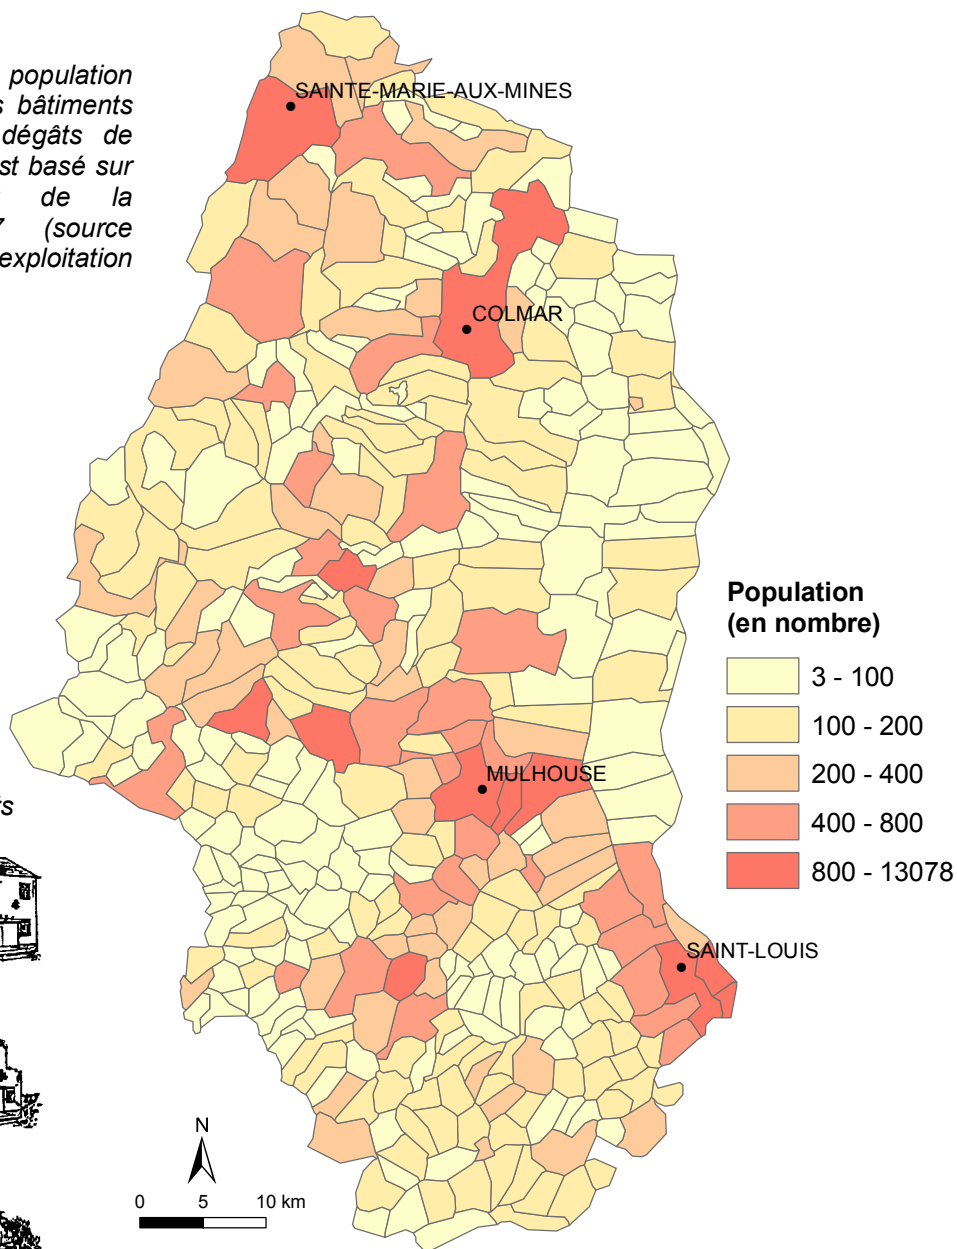 population
bâtiments
dégâts de
est basé sur
de la
(source
exploitation
SAINTE-MARIE-AUX-MINES
COLMAR
MULHOUSE
SAINT-LOUIS
Population
(en nombre)
3 - 100
100 - 200
200 - 400
400 - 800
800 - 13078
N
0 5 10 km